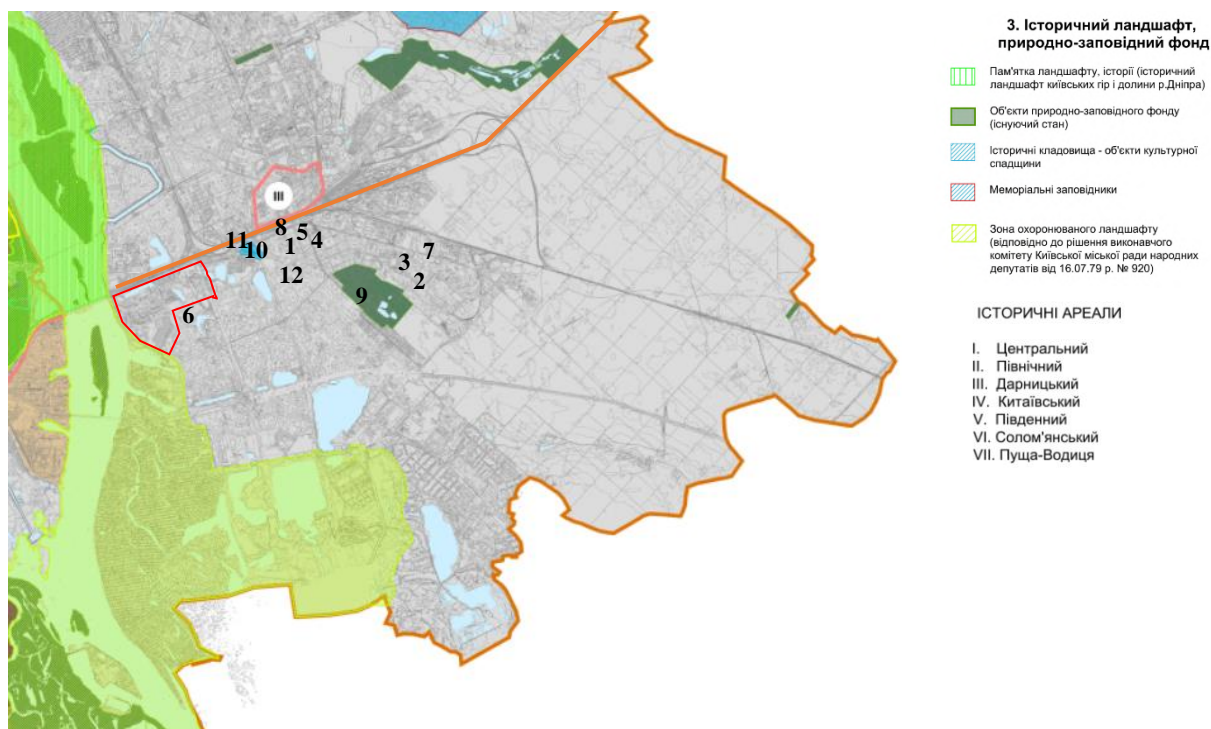 3. Історичний ландшафт,
природно-заповідний фонд
Пам'ятка ландшафту, історії (історичний
ландшафт київських гір і долини р.Дніпра)
Об'єкти природно-заповідного фонду
(існуючий стан)
Історичні кладовища - об'єкти культурної
спадщини
Меморіальні заповідники
Зона охоронюваного ландшафту
(відповідно до рішення виконавчого
комітету Київської міської ради народних
депутатів від 16.07.79 р. № 920)
ІСТОРИЧНІ АРЕАЛИ
I. Центральний
II. Північний
III. Дарницький
IV. Китаївський
V. Південний
VI. Солом'янський
VII. Пуща-Водиця
III
8
5
11
10
1
4
7
3
12
2
9
6